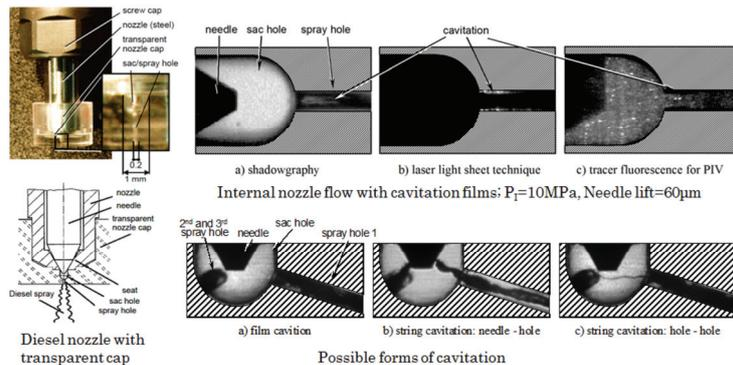 screw cap
nozzle (steel)
transparent
nozzle cap
sac/spray hole
0.2
1 mm
nozzle
needle
transparent
nozzle cap
seat
sac hole
spray hole
Diesel spray
Diesel nozzle with
transparent cap
needle
sac hole
spray hole
cavitation
a) shadowgraphy
b) laser light sheet technique
c) tracer fluorescence for PIV
Internal nozzle flow with cavitation films; P_I=10MPa, Needle lift=60µm
2nd and 3rd
spray hole
needle
sac hole
spray hole 1
a) film cavition
b) string cavitation: needle - hole
c) string cavitation: hole - hole
Possible forms of cavitation